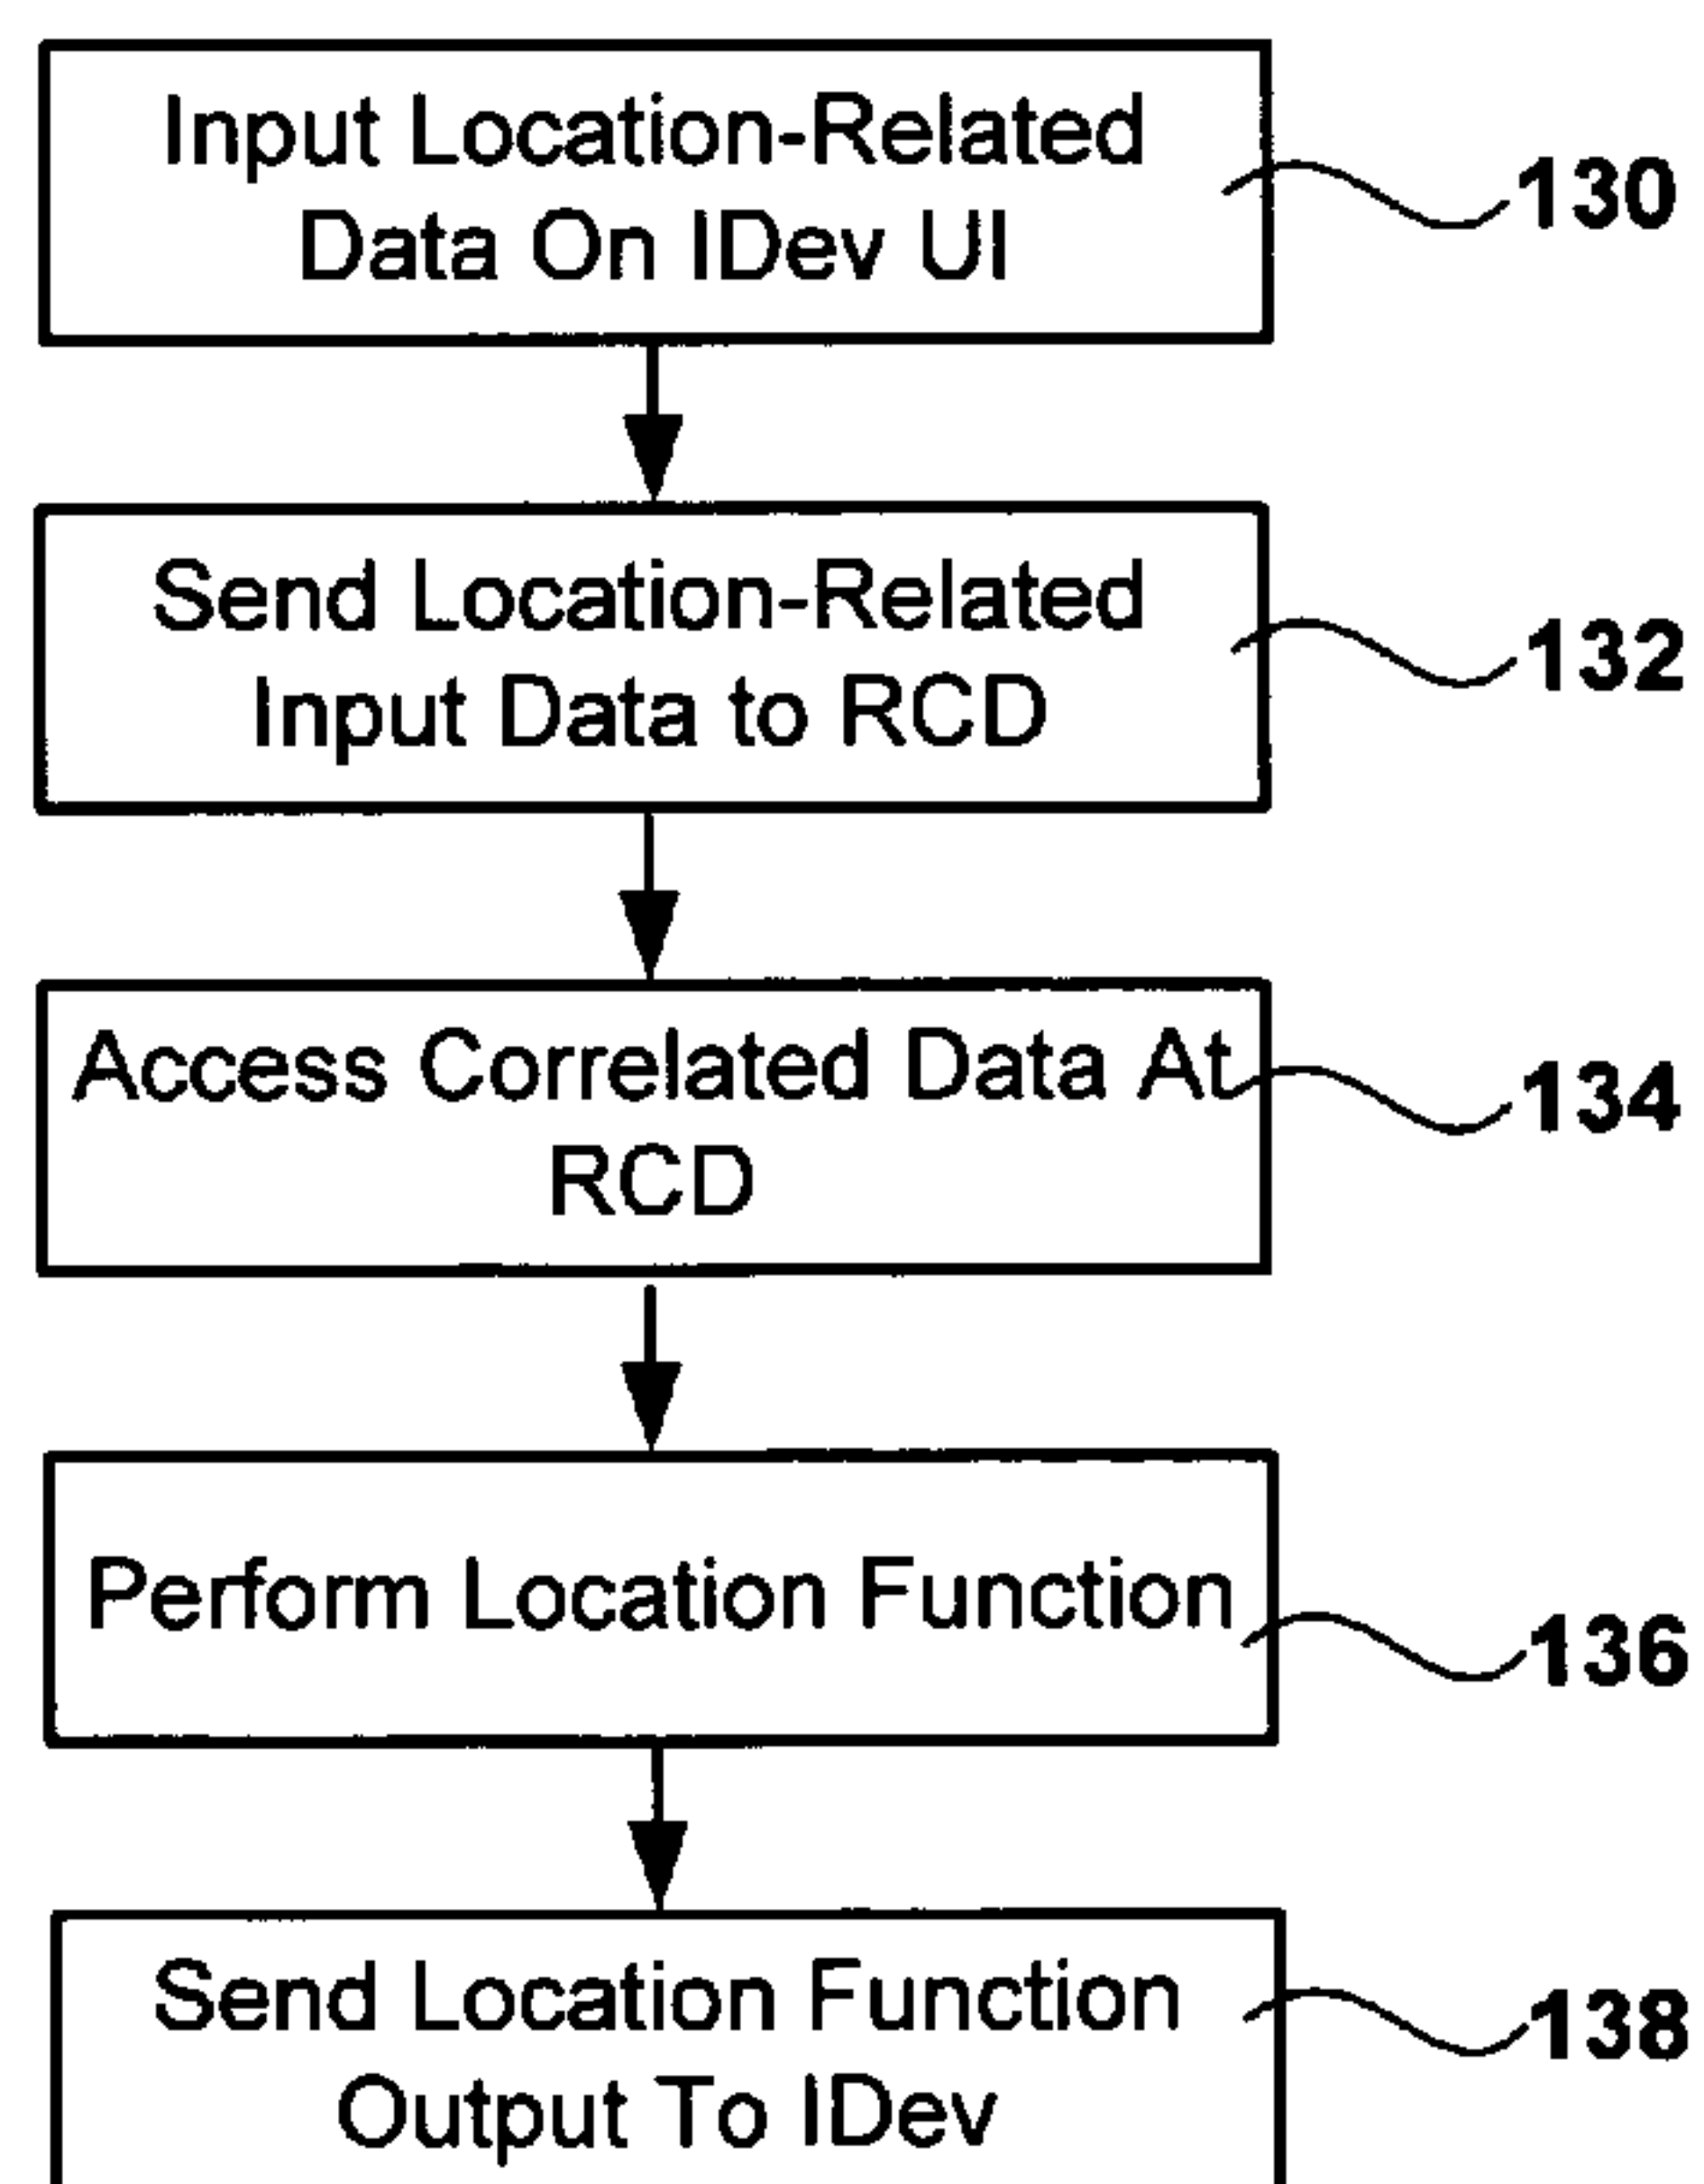 Input Location-Related
Data On IDev UI
130
Send Location-Related
Input Data to RCD
132
Access Correlated Data At
RCD
134
Perform Location Function
136
Send Location Function
Output To IDev
138